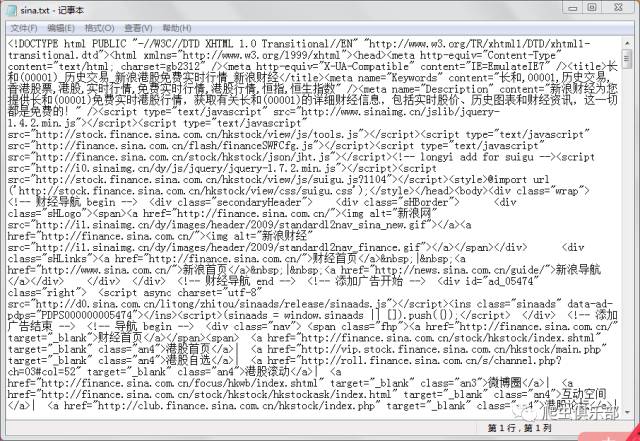 sina.txt - 记事本
文件(F) 编辑(E) 格式(O) 查看(V) 帮助(H)
<!DOCTYPE html PUBLIC "-//W3C//DTD XHTML 1.0 Transitional//EN" "http://www.w3.org/TR/xhtml1/DTD/xhtml1-
transitional.dtd"><html xmlns="http://www.w3.org/1999/xhtml"><head><meta http-equiv="Content-Type"
content="text/html; charset=gb2312" /><meta http-equiv="X-UA-Compatible" content="IE=EmulateIE7" /><title>长
和(00001)_历史交易_新浪港股免费实时行情_新浪财经</title><meta name="Keywords" content="长和,00001,历史交易,
香港股票,港股,实时行情,免费实时行情,港股行情,恒指,恒生指数" /><meta name="Description" content="新浪财经为您
提供长和(00001)免费实时港股行情, 获取有关长和(00001)的详细财经信息，包括实时股价、历史图表和财经资讯，这一切
都是免费的! " /><script type="text/javascript" src="http://www.sinaimg.cn/jslib/jquery-
1.4.2.min.js"></script><script type="text/javascript"
src="http://stock.finance.sina.com.cn/hkstock/view/js/tools.js"></script><script type="text/javascript"
src="http://finance.sina.com.cn/flash/financeSWFCfg.js"></script><script type="text/javascript"
src="http://finance.sina.com.cn/stock/hkstock/json/jht.js"></script><!-- longyi add for suigu --><script
src="http://i0.sinaimg.cn/dy/js/jquery/jquery-1.7.2.min.js"></script><script
src="http://stock.finance.sina.com.cn/hkstock/view/js/suigu.js?1104"></script><style>@import url
('http://stock.finance.sina.com.cn/hkstock/view/css/suigu.css');</style></head><body><div class="wrap">
<!-- 财经导航 begin --> <div class="secondaryHeader"> <div class="sHBorder"> <div
class="sHLogo"><span><a href="http://www.sina.com.cn/"><img alt="新浪网"
src="http://i1.sinaimg.cn/dy/images/header/2009/standardl2nav_sina_new.gif"></a><a
href="http://finance.sina.com.cn/"><img alt="新浪财经"
src="http://i1.sinaimg.cn/dy/images/header/2009/standardl2nav_finance.gif"></a></span></div> <div
class="sHLinks"><a href="http://finance.sina.com.cn/">财经首页</a>&nbsp;|&nbsp;<a
href="http://www.sina.com.cn/">新浪首页</a>&nbsp;|&nbsp;<a href="http://news.sina.com.cn/guide/">新浪导航
</a></div> </div> </div> <!-- 财经导航 end --> <!-- 添加广告开始 --> <div id="ad_05474"
class="right"> <script async charset="utf-8"
src="http://d0.sina.com.cn/litong/zhitou/sinaads/release/sinaads.js"></script><ins class="sinaads" data-ad-
pdps="PDPS000000005474"></ins><script>(sinaads = window.sinaads || []).push({});</script> </div> <!-- 添加
广告结束 --> <!-- 导航 begin --> <div class="nav"> <span class="fhp"><a href="http://finance.sina.com.cn/"
target="_blank">财经首页</a></span><span> <a href="http://finance.sina.com.cn/stock/hkstock/index.shtml"
target="_blank" class="an4">港股首页</a>| <a href="http://vip.stock.finance.sina.com.cn/hkstock/main.php"
target="_blank" class="an4">港股自选</a>| <a href="http://roll.finance.sina.com.cn/s/channel.php?
ch=03#col=52" target="_blank" class="an4">港股滚动</a>| <a
href="http://finance.sina.com.cn/focus/hkwb/index.shtml" target="_blank" class="an3">微博圈</a>| <a
href="http://finance.sina.com.cn/stock/hkstock/hkstockask/index.html" target="_blank" class="an4">互动空间
</a>| <a href="http://club.finance.sina.com.cn/hkstock/index.php" target="_blank" class="an4">港股论坛</a>|
爬虫俱乐部
第 1 行，第 1 列